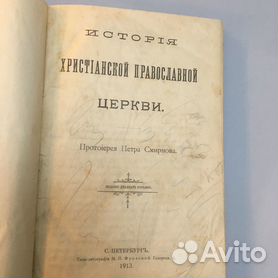 ИСТОРІЯ
ХРИСТІАНСКОЙ ПРАВОСЛАВНОЙ
ЦЕРКВИ.
Протоіерея Петра Смирнова.
С.-ПЕТЕРБУРГЪ.
1913.
Avito